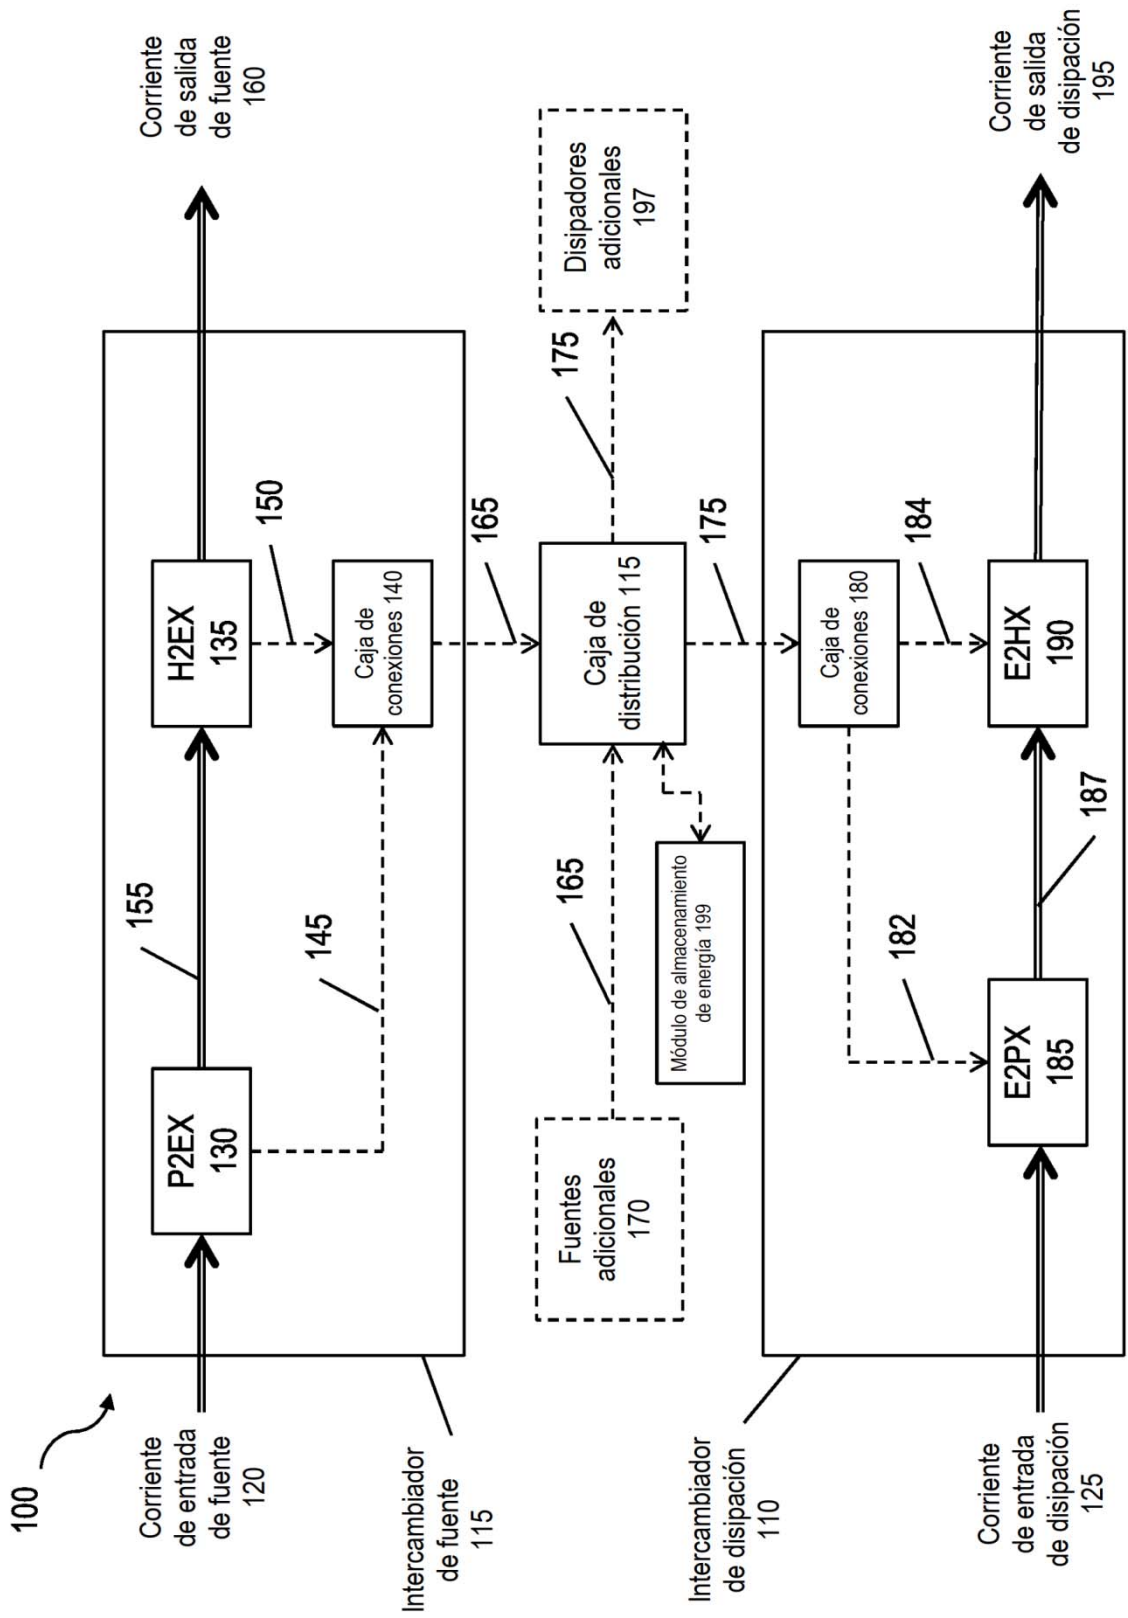 100
Corriente
de entrada
de fuente
120
P2EX
130
155
H2EX
135
Corriente
de salida
de fuente
160
145
150
Caja de
conexiones 140
Intercambiador
de fuente
115
165
Fuentes
adicionales
170
165
Caja de
distribución 115
175
Disipadores
adicionales
197
Módulo de almacenamiento
de energía 199
175
Intercambiador
de disipación
110
Caja de
conexiones 180
182
184
Corriente
de entrada
de disipación
125
E2PX
185
187
E2HX
190
Corriente
de salida
de disipación
195